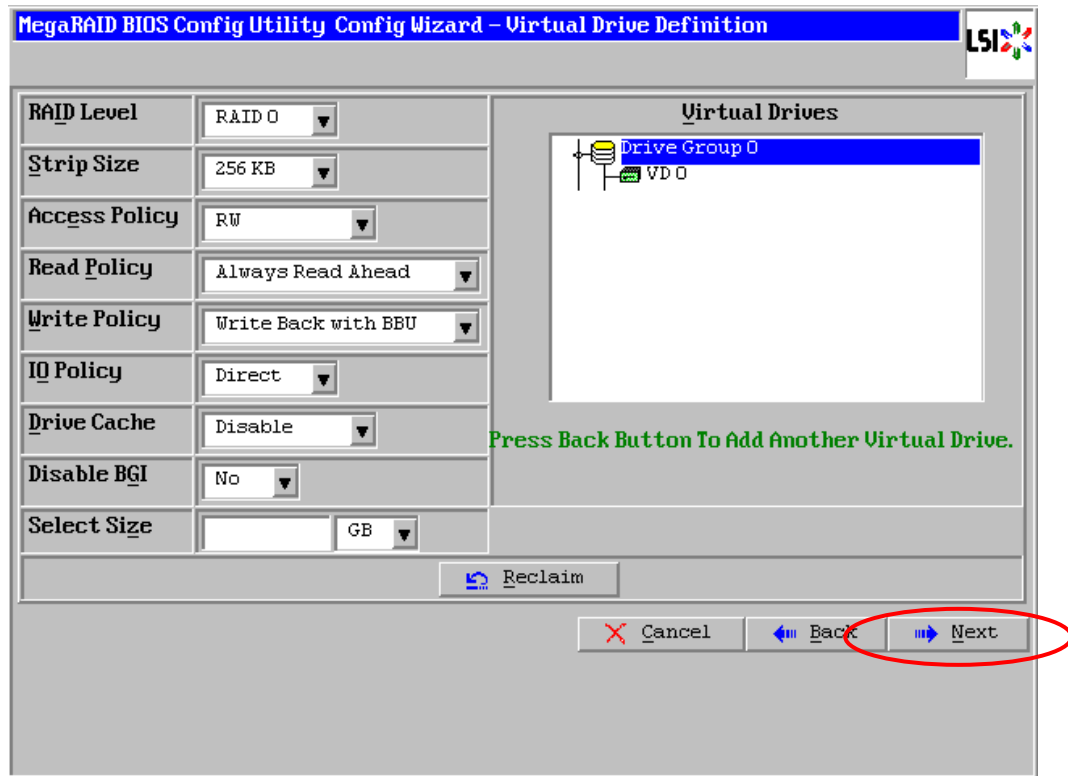 MegaRAID BIOS Config Utility Config Wizard – Virtual Drive Definition
LSI
RAID Level
RAID 0
Strip Size
256 KB
Access Policy
RW
Read Policy
Always Read Ahead
Write Policy
Write Back with BBU
IO Policy
Direct
Drive Cache
Disable
Disable BGI
No
Select Size
GB
Virtual Drives
Drive Group 0
VD 0
Press Back Button To Add Another Virtual Drive.
Reclaim
Cancel
Back
Next